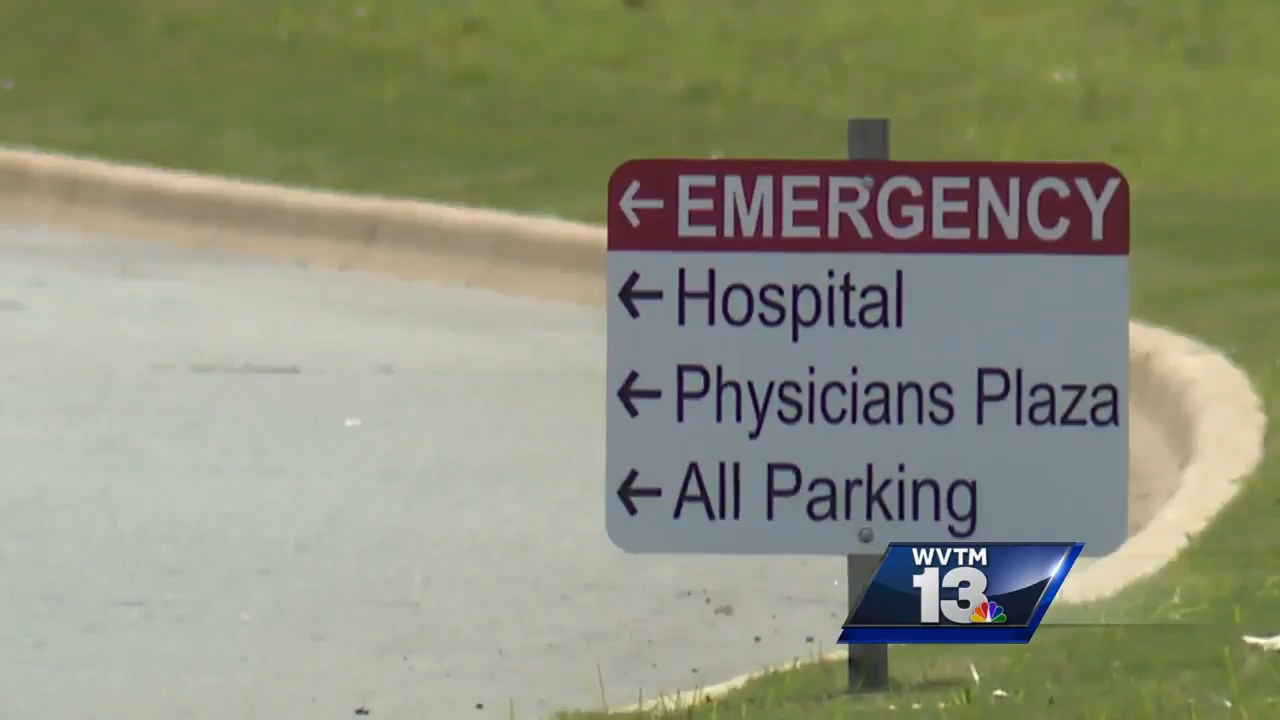 ← EMERGENCY
← Hospital
← Physicians Plaza
← All Parking
WVTM
13